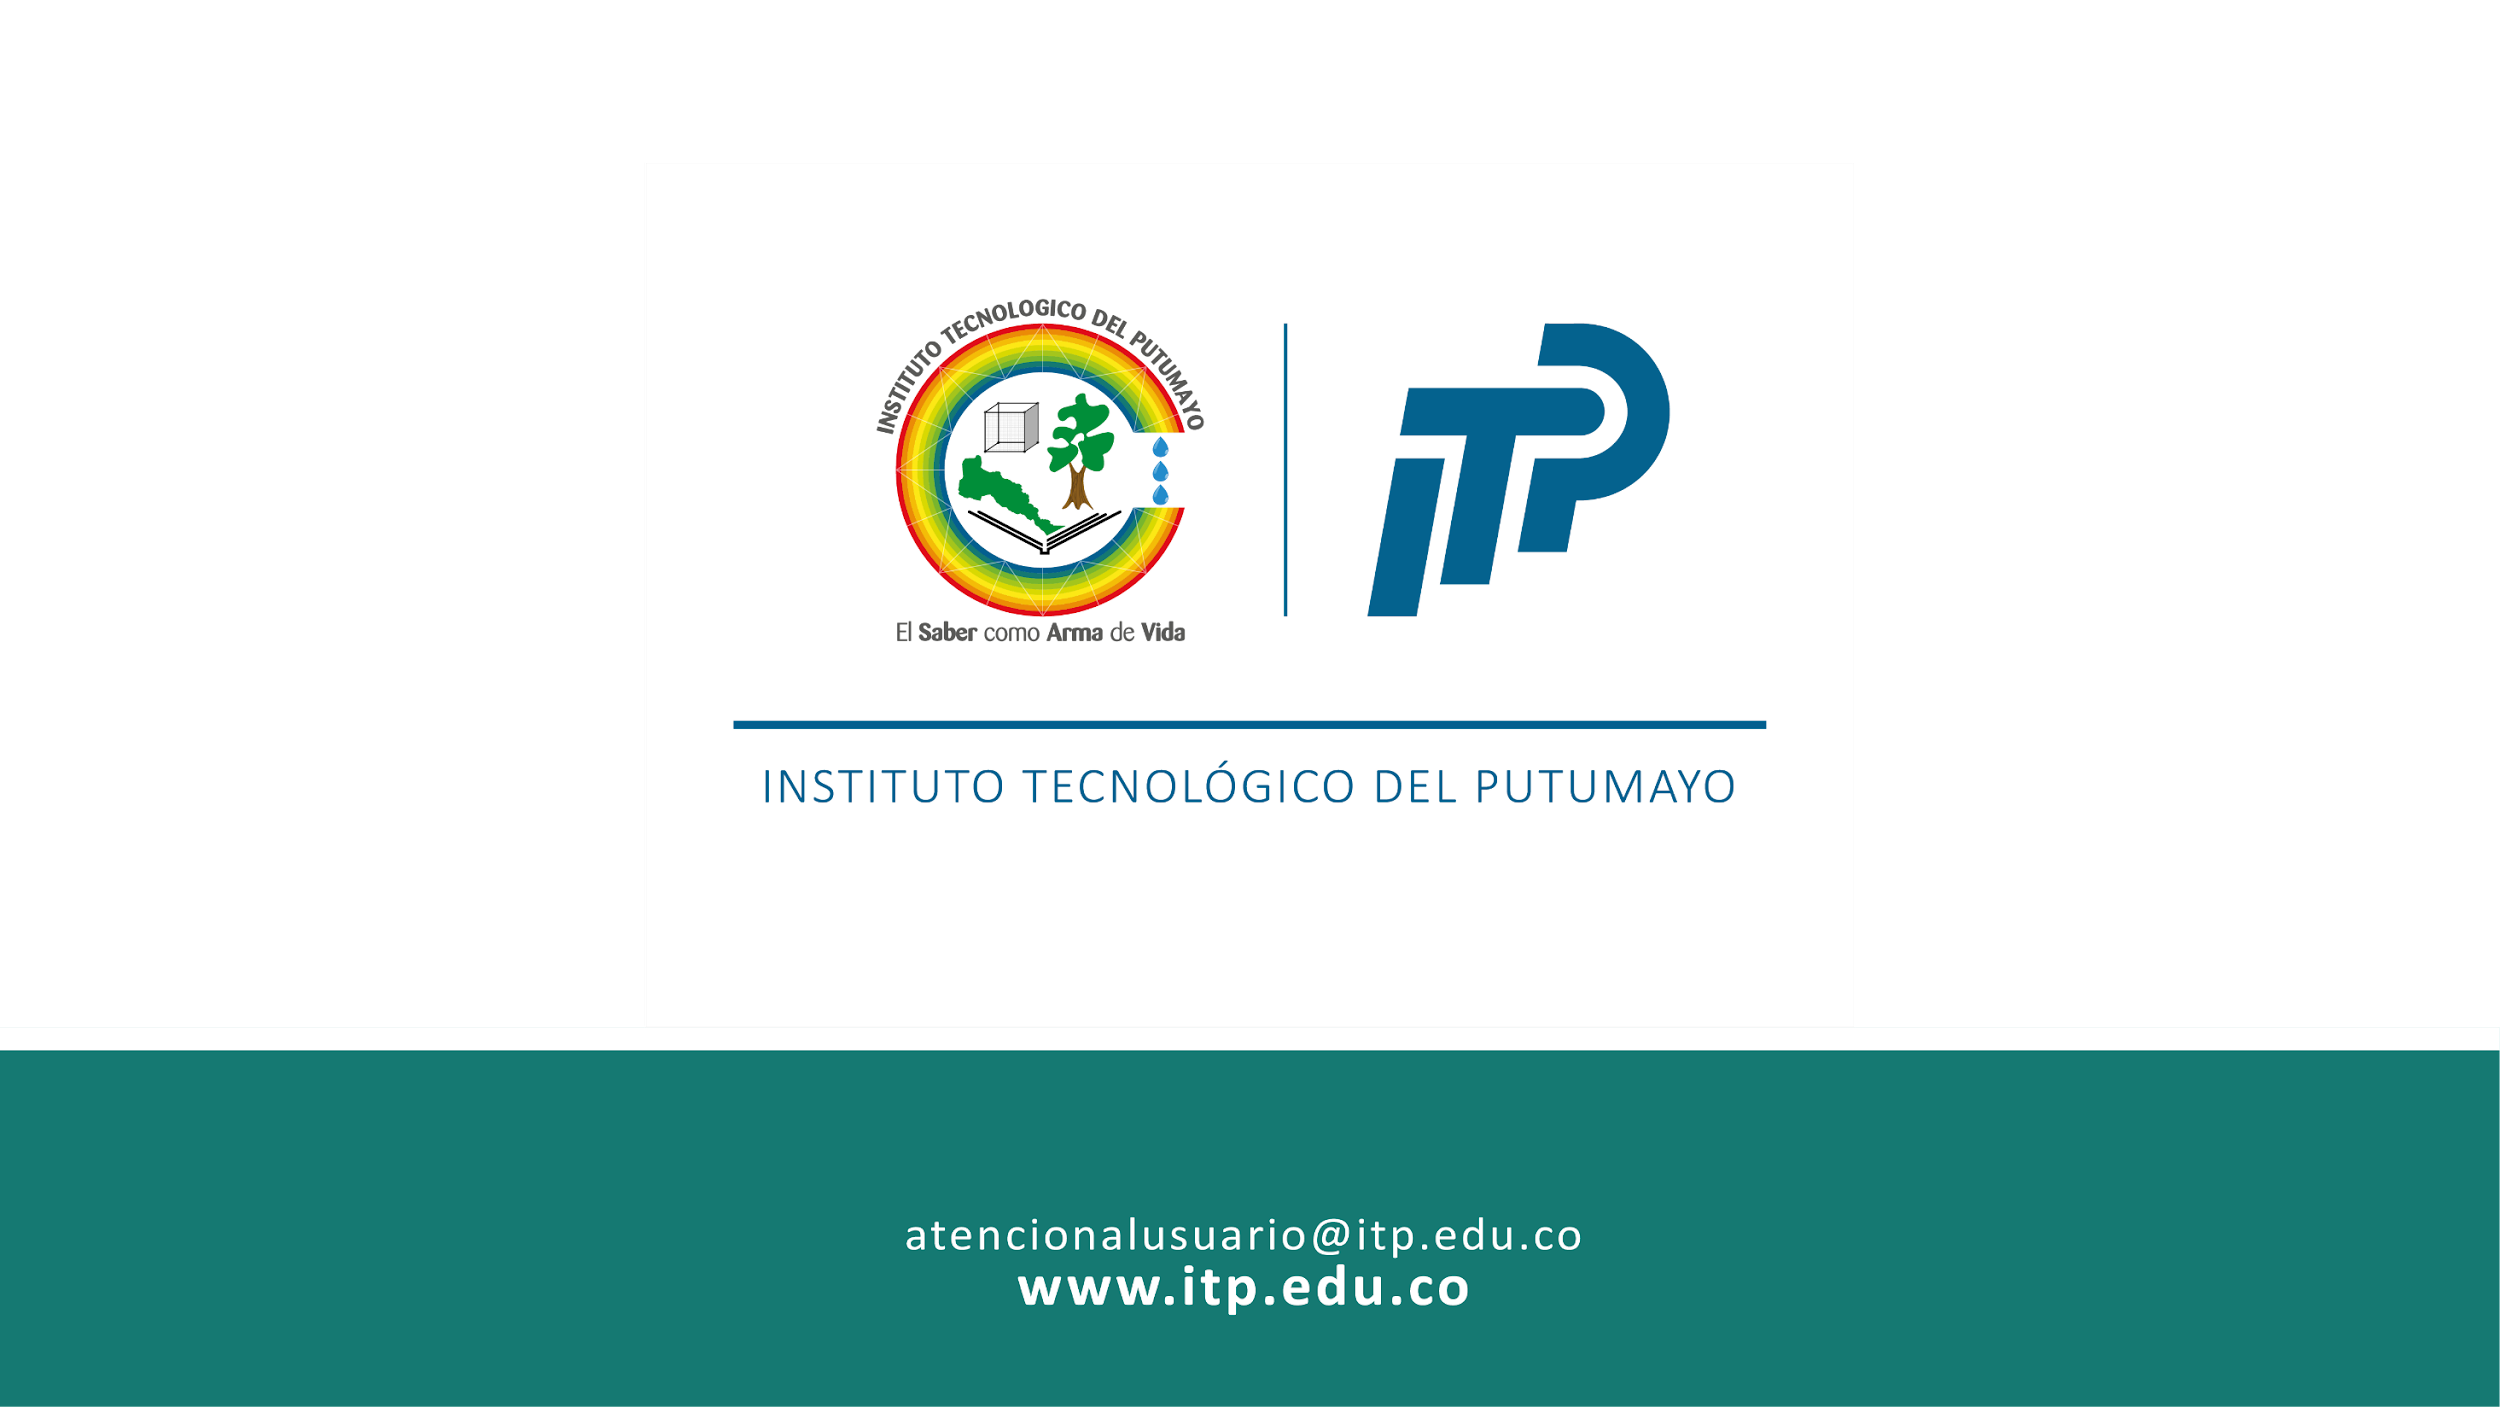 INSTITUTO TECNOLOGICO DEL PUTUMAYO
El Saber como Arma de Vida
ITP
INSTITUTO TECNOLÓGICO DEL PUTUMAYO
atencionalusuario@itp.edu.co
www.itp.edu.co